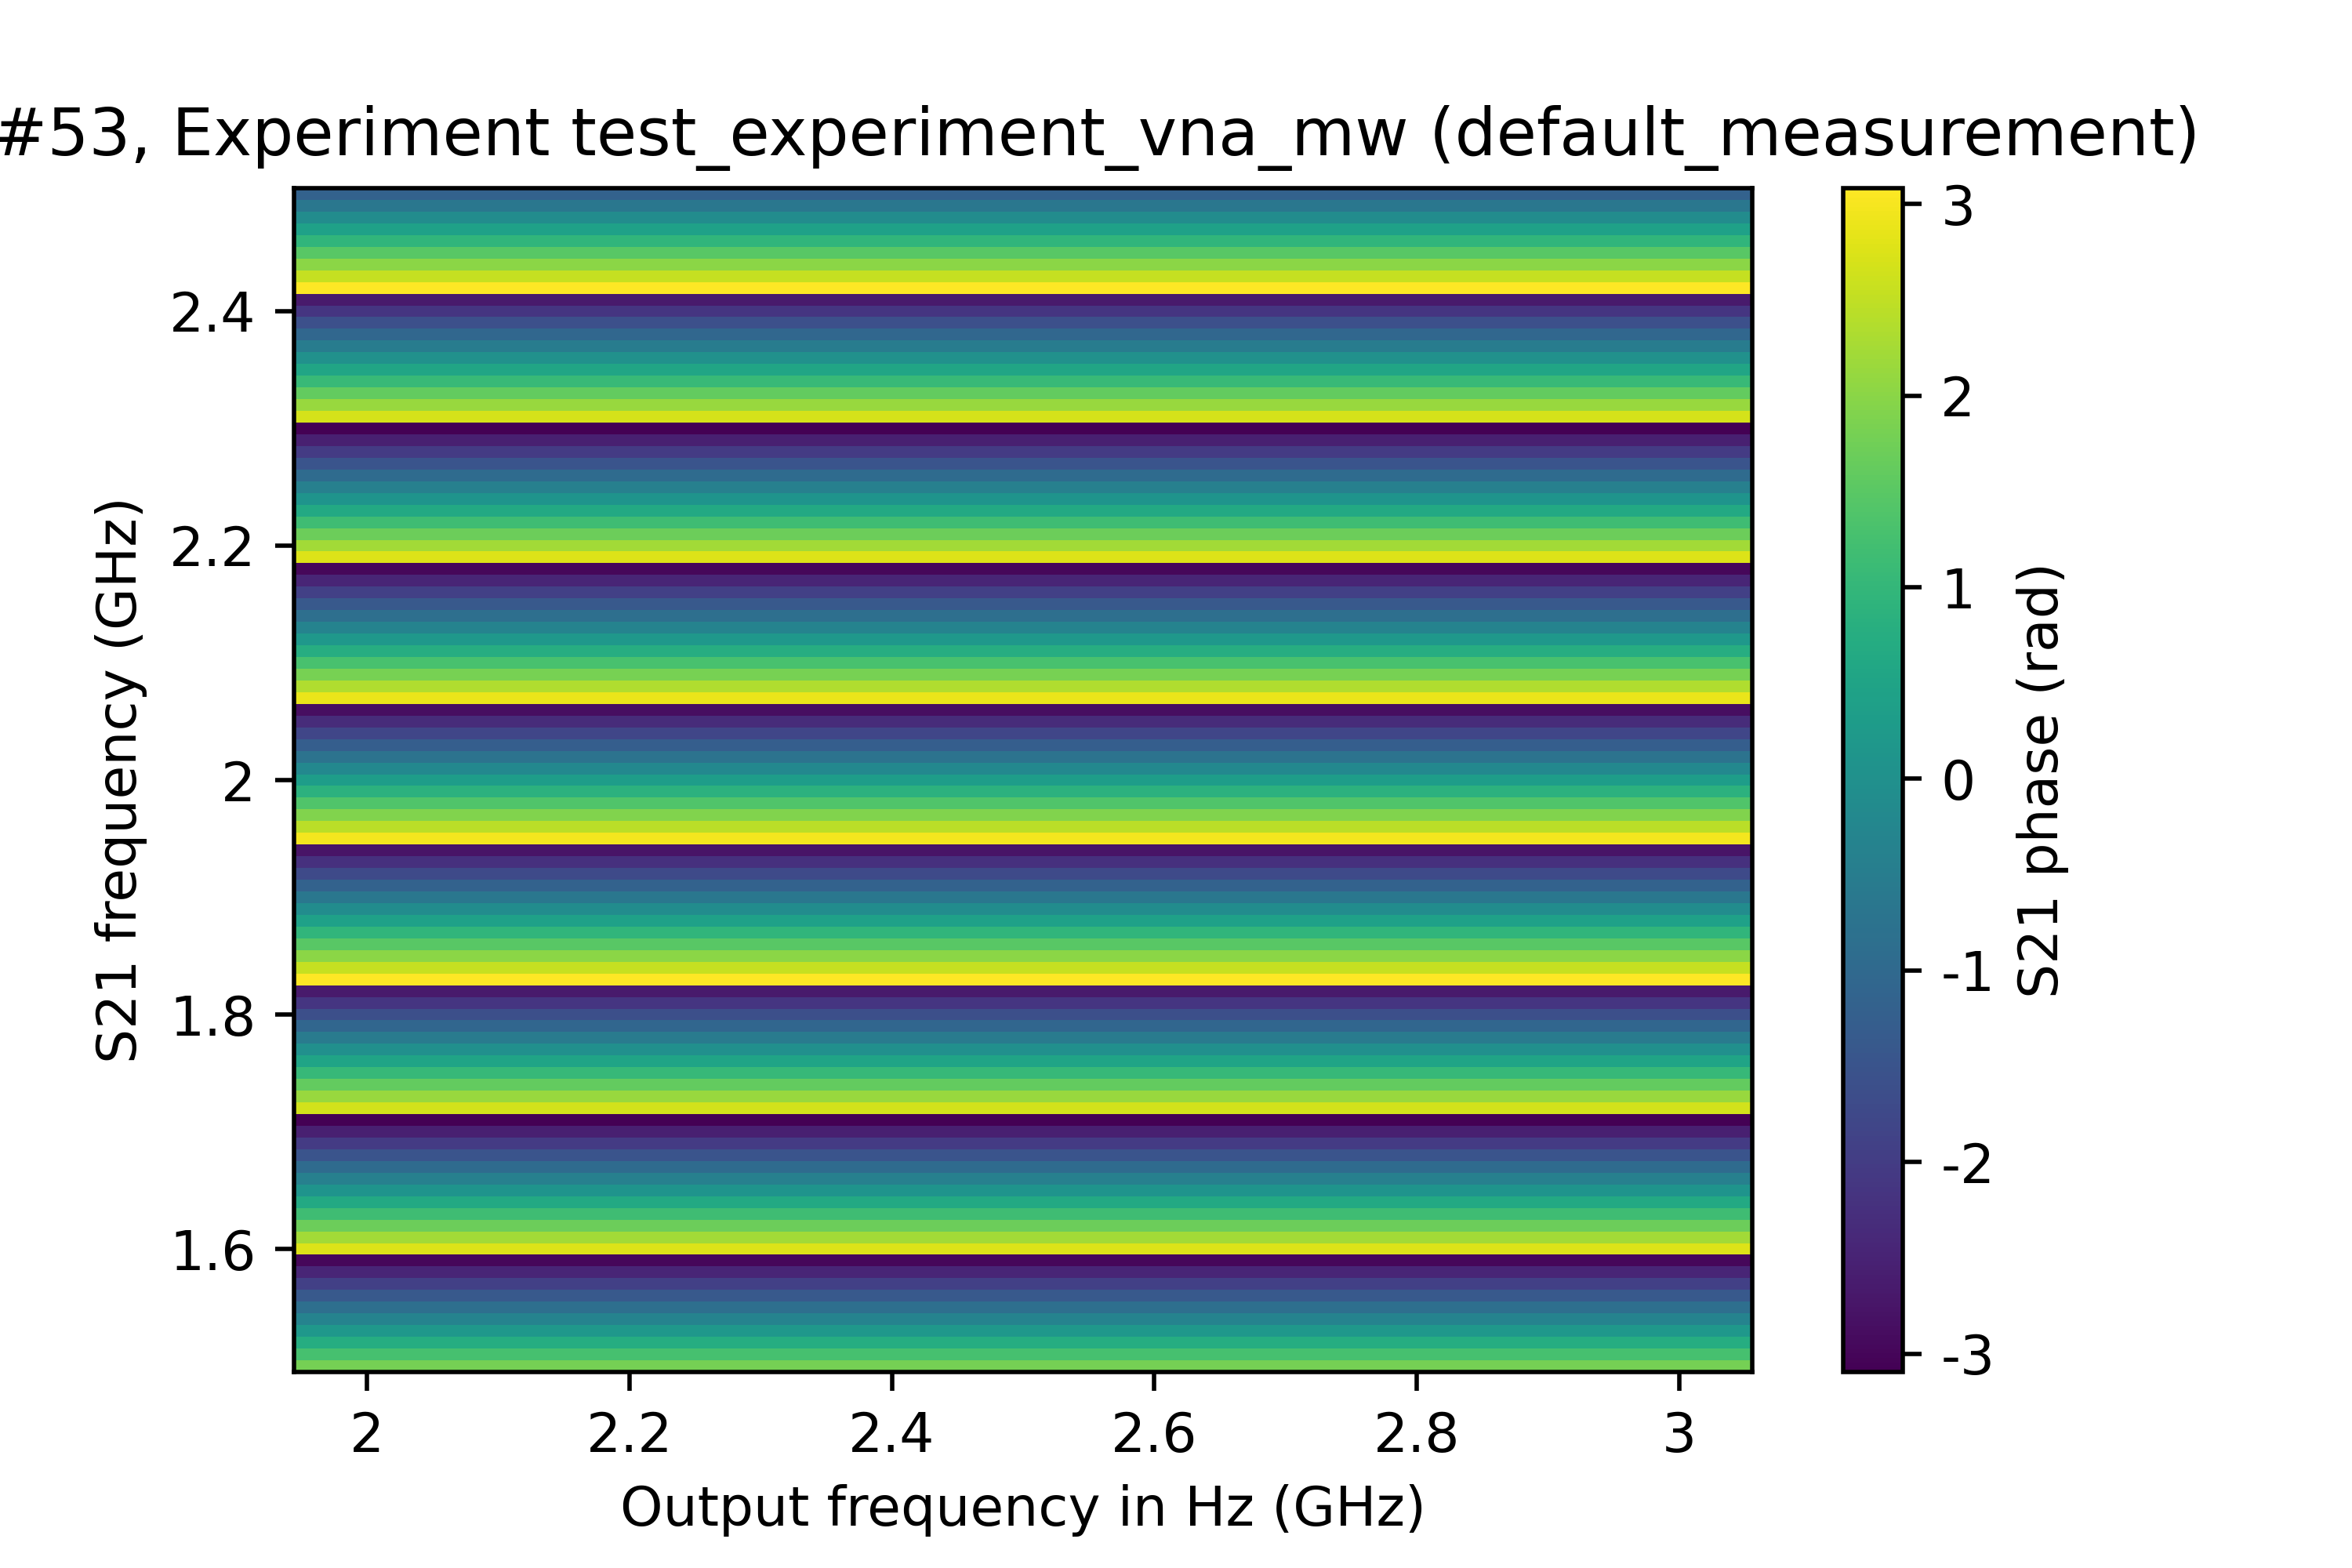 #53, Experiment test_experiment_vna_mw (default_measurement)
S21 frequency (GHz)
2.4
2.2
2
1.8
1.6
2 2.2 2.4 2.6 2.8 3
Output frequency in Hz (GHz)
3
2
1
0
-1
-2
-3
S21 phase (rad)